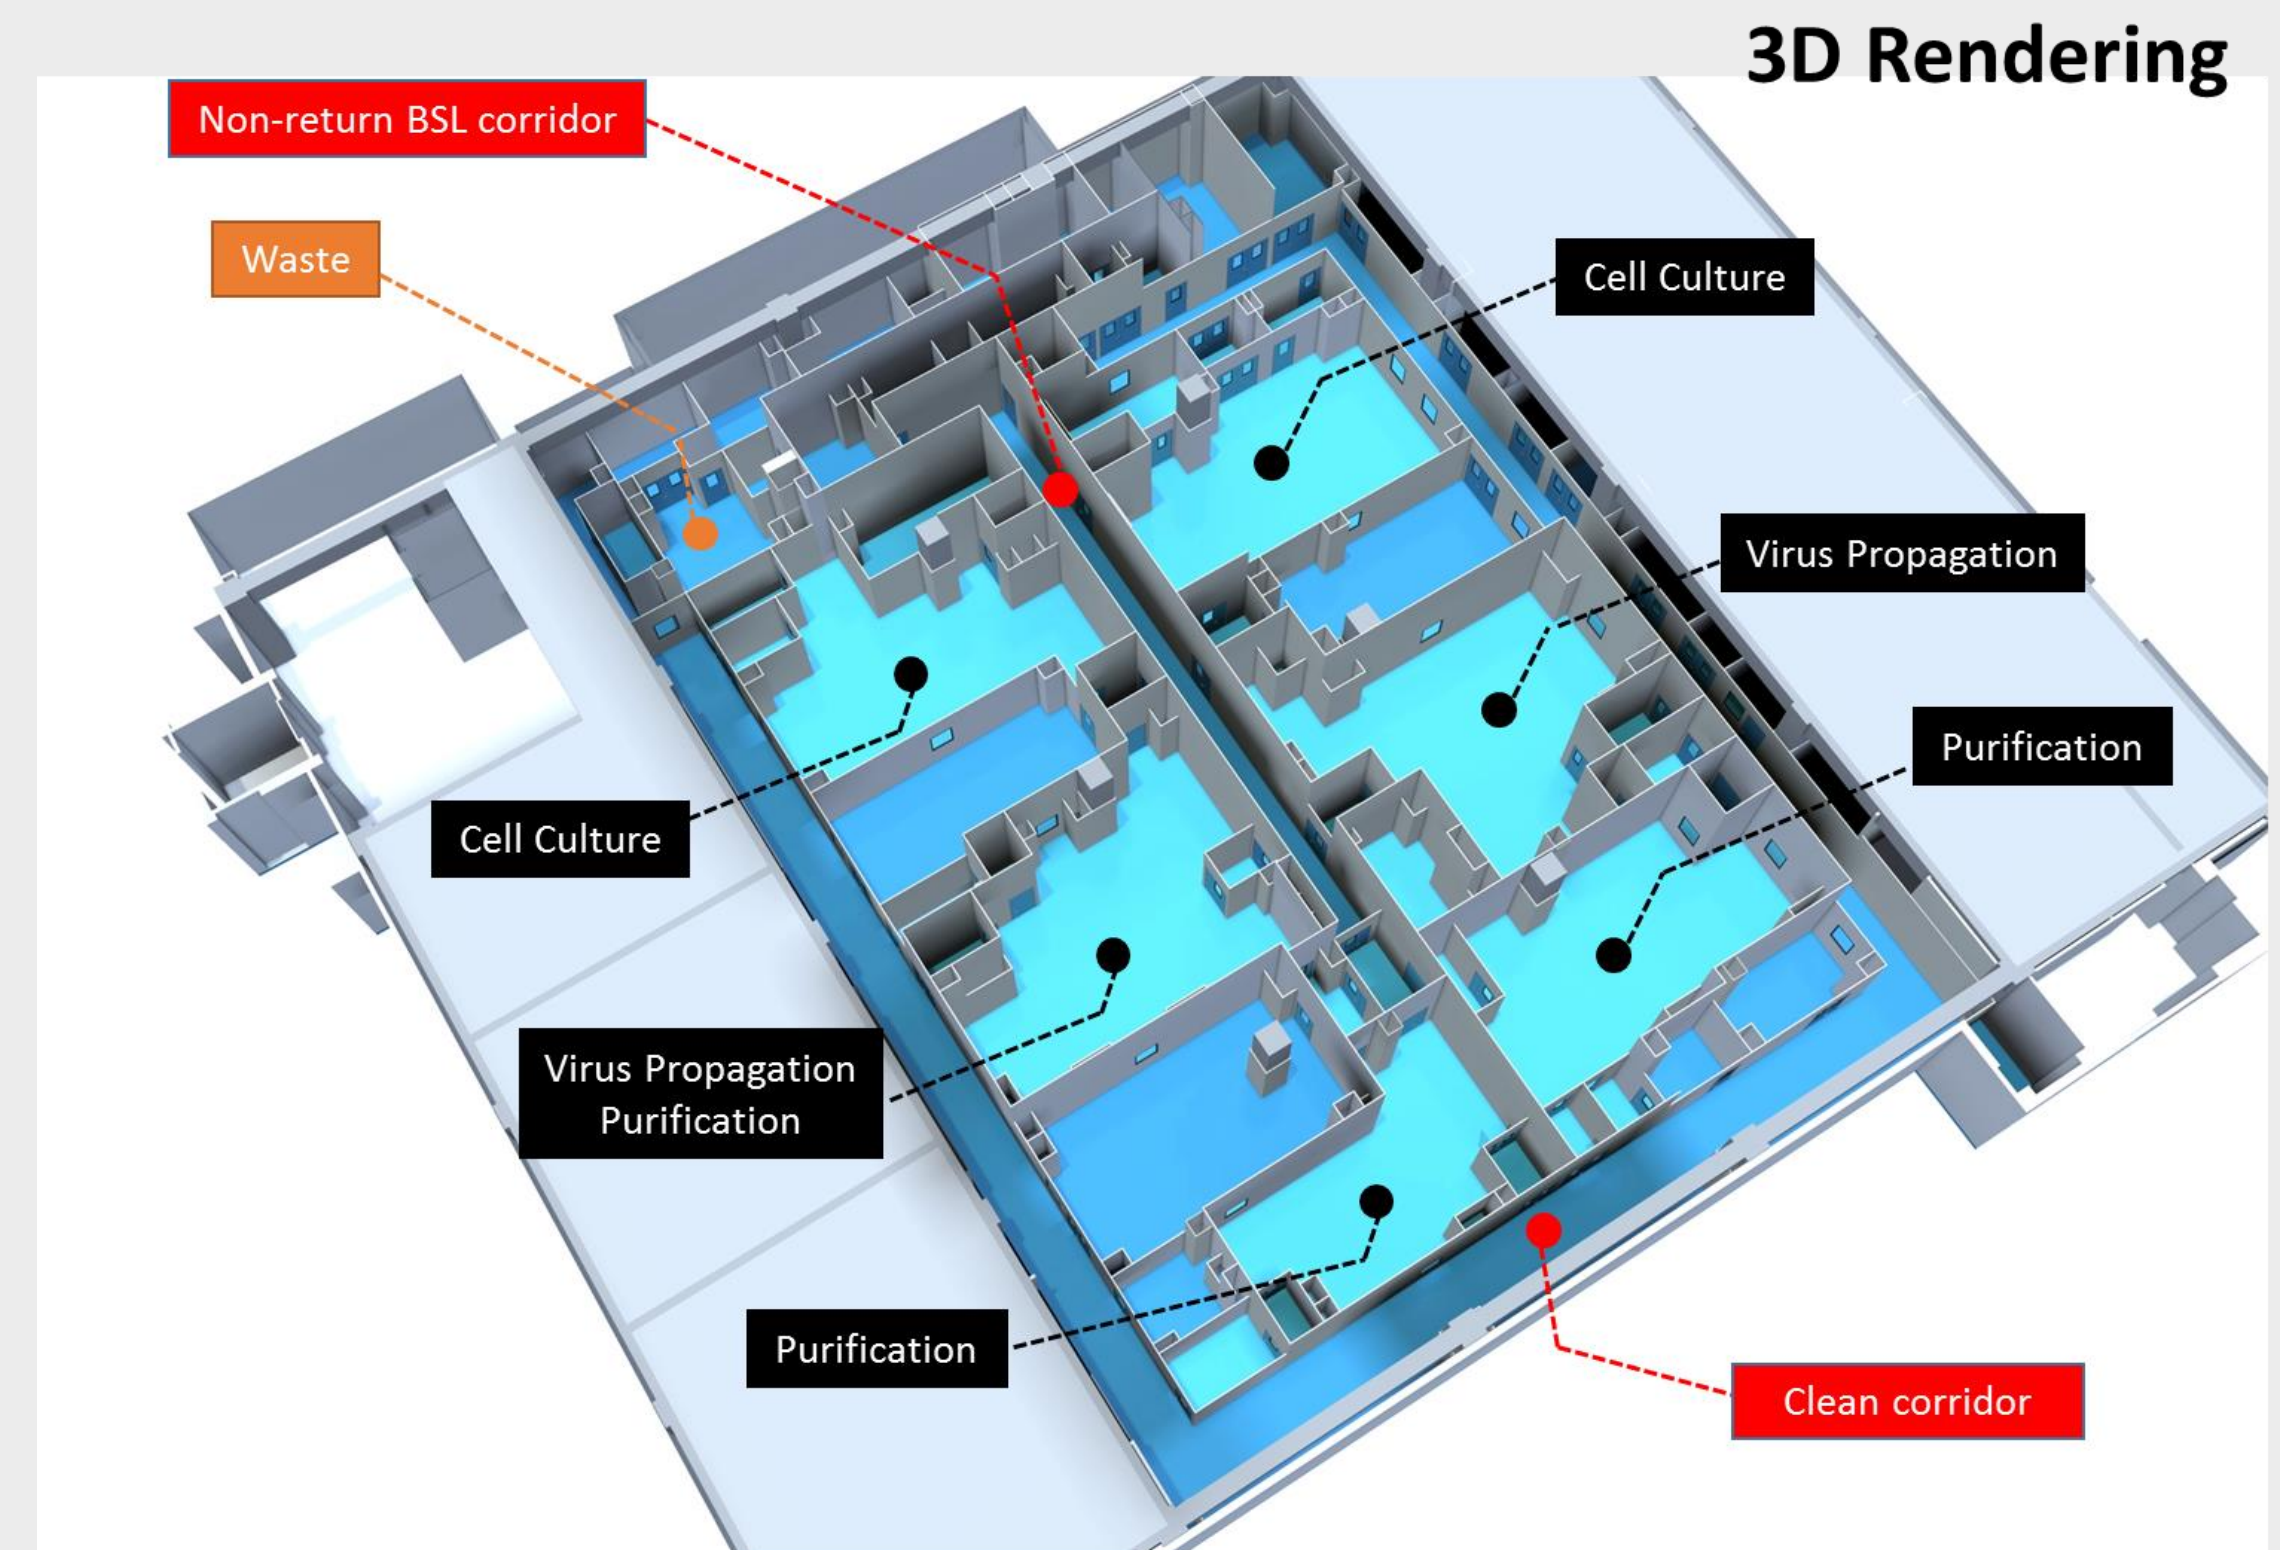 3D Rendering
Non-return BSL corridor
Waste
Cell Culture
Virus Propagation
Purification
Cell Culture
Virus Propagation
Purification
Purification
Clean corridor